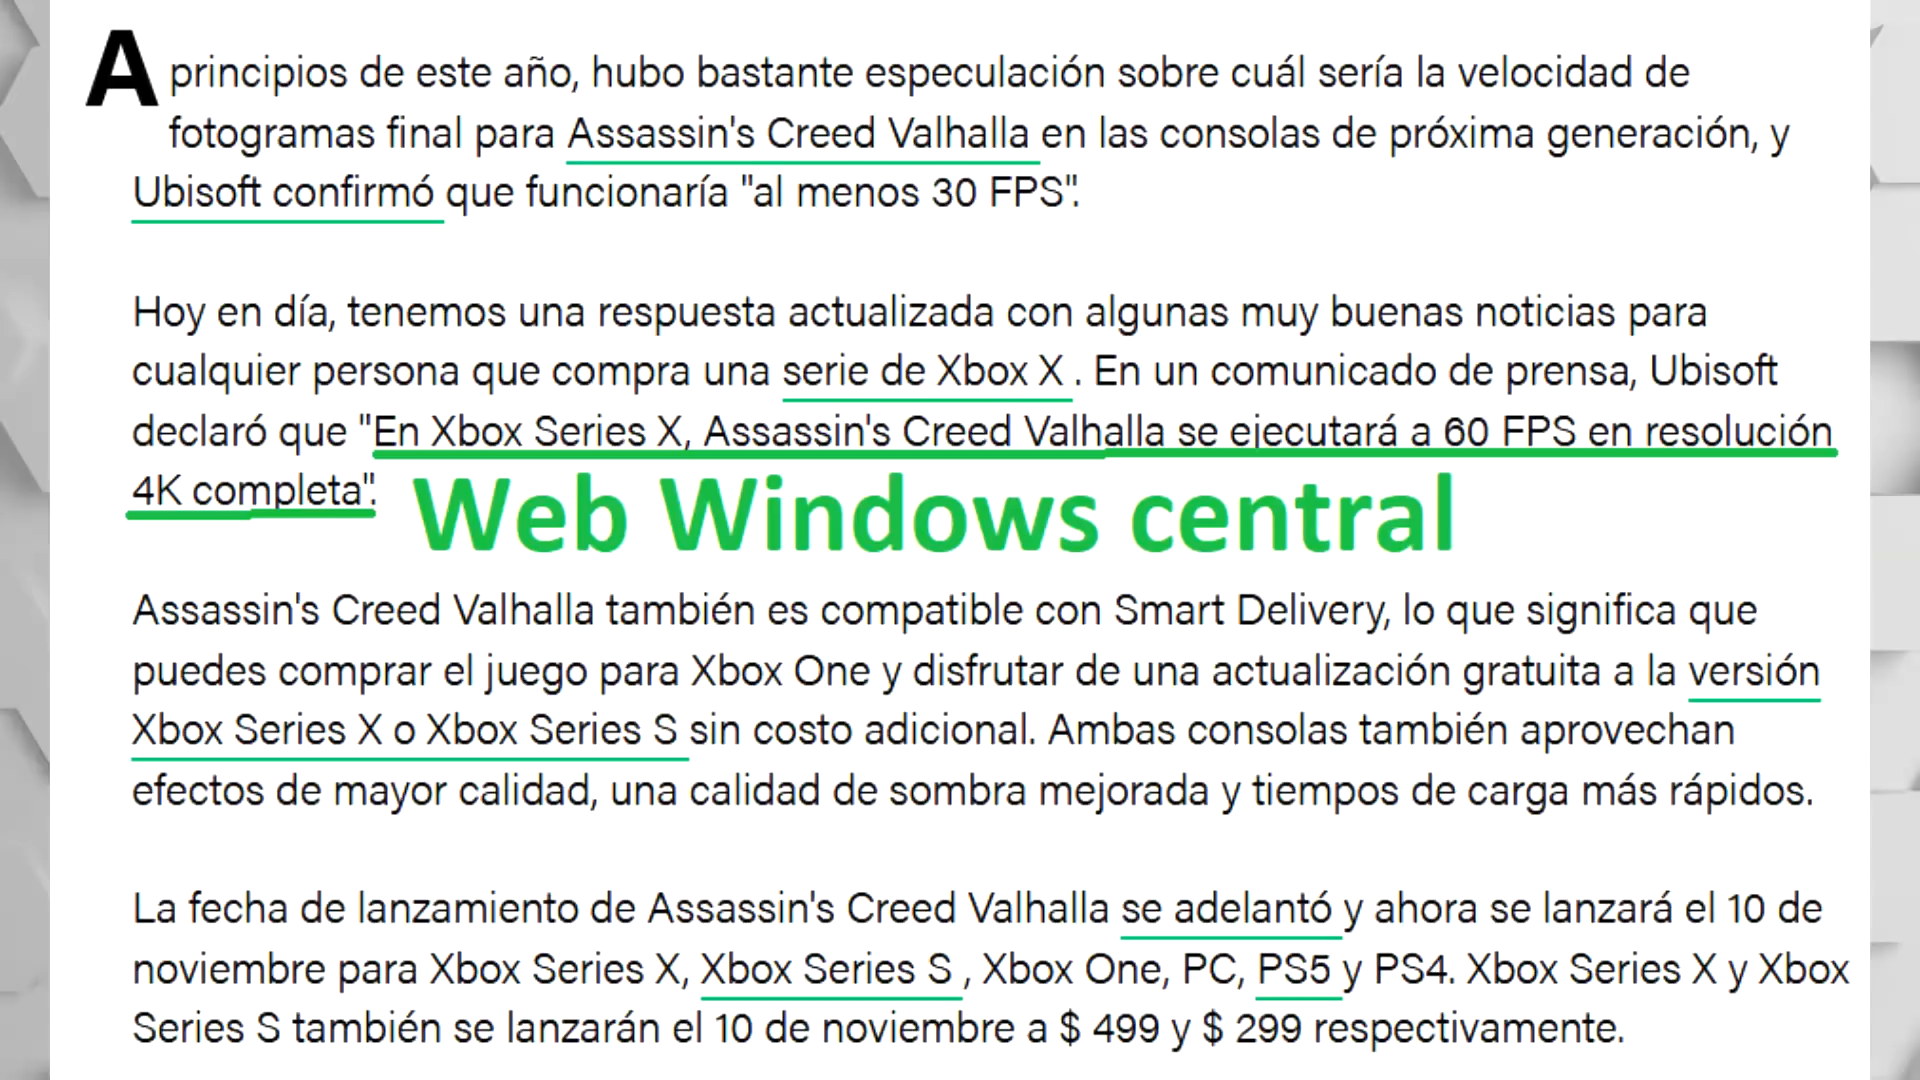 A principios de este año, hubo bastante especulación sobre cuál sería la velocidad de
fotogramas final para Assassin's Creed Valhalla en las consolas de próxima generación, y
Ubisoft confirmó que funcionaría "al menos 30 FPS".
Hoy en día, tenemos una respuesta actualizada con algunas muy buenas noticias para
cualquier persona que compra una serie de Xbox X . En un comunicado de prensa, Ubisoft
declaró que "En Xbox Series X, Assassin's Creed Valhalla se ejecutará a 60 FPS en resolución
4K completa".
Web Windows central
Assassin's Creed Valhalla también es compatible con Smart Delivery, lo que significa que
puedes comprar el juego para Xbox One y disfrutar de una actualización gratuita a la versión
Xbox Series X o Xbox Series S sin costo adicional. Ambas consolas también aprovechan
efectos de mayor calidad, una calidad de sombra mejorada y tiempos de carga más rápidos.
La fecha de lanzamiento de Assassin's Creed Valhalla se adelantó y ahora se lanzará el 10 de
noviembre para Xbox Series X, Xbox Series S , Xbox One, PC, PS5 y PS4. Xbox Series X y Xbox
Series S también se lanzarán el 10 de noviembre a $ 499 y $ 299 respectivamente.